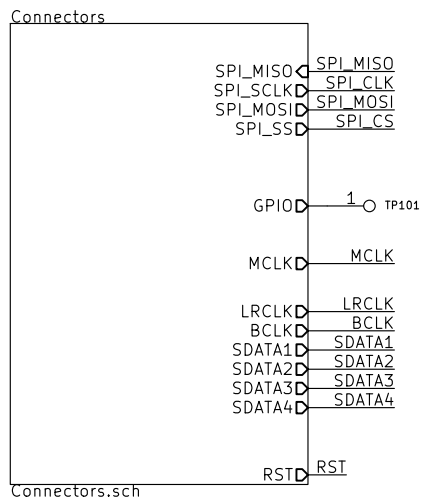 Connectors
SPI_MISO SPI_MISO
SPI_SCLK SPI_CLK
SPI_MOSI SPI_MOSI
SPI_SS SPI_CS
GPIO 1 TP101
MCLK MCLK
LRCLK LRCLK
BCLK BCLK
SDATA1 SDATA1
SDATA2 SDATA2
SDATA3 SDATA3
SDATA4 SDATA4
RST RST
Connectors.sch